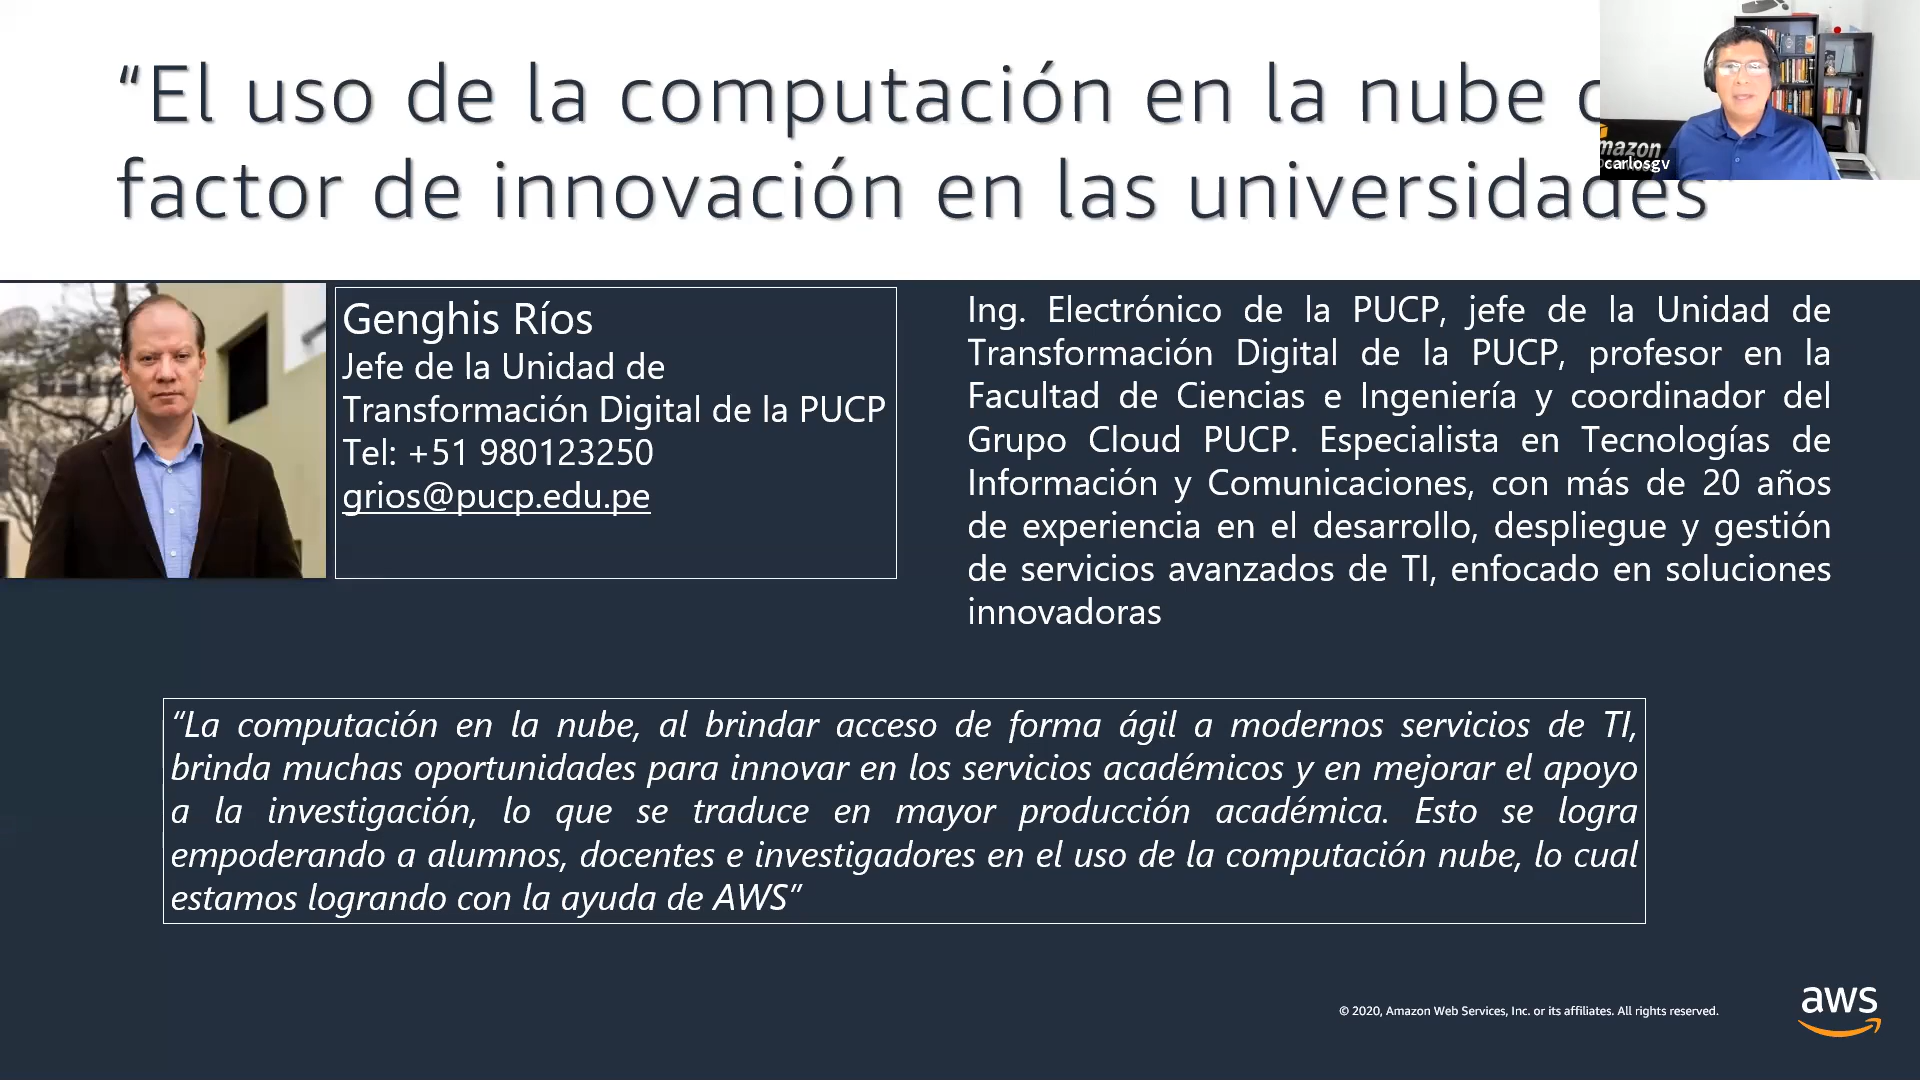 “El uso de la computación en la nube
factor de innovación en las universidades”
mazon
carlosgv
Genghis Ríos
Jefe de la Unidad de
Transformación Digital de la PUCP
Tel: +51 980123250
grios@pucp.edu.pe
Ing. Electrónico de la PUCP, jefe de la Unidad de
Transformación Digital de la PUCP, profesor en la
Facultad de Ciencias e Ingeniería y coordinador del
Grupo Cloud PUCP. Especialista en Tecnologías de
Información y Comunicaciones, con más de 20 años
de experiencia en el desarrollo, despliegue y gestión
de servicios avanzados de TI, enfocado en soluciones
innovadoras
“La computación en la nube, al brindar acceso de forma ágil a modernos servicios de TI,
brinda muchas oportunidades para innovar en los servicios académicos y en mejorar el apoyo
a la investigación, lo que se traduce en mayor producción académica. Esto se logra
empoderando a alumnos, docentes e investigadores en el uso de la computación nube, lo cual
estamos logrando con la ayuda de AWS”
© 2020, Amazon Web Services, Inc. or its affiliates. All rights reserved.
aws